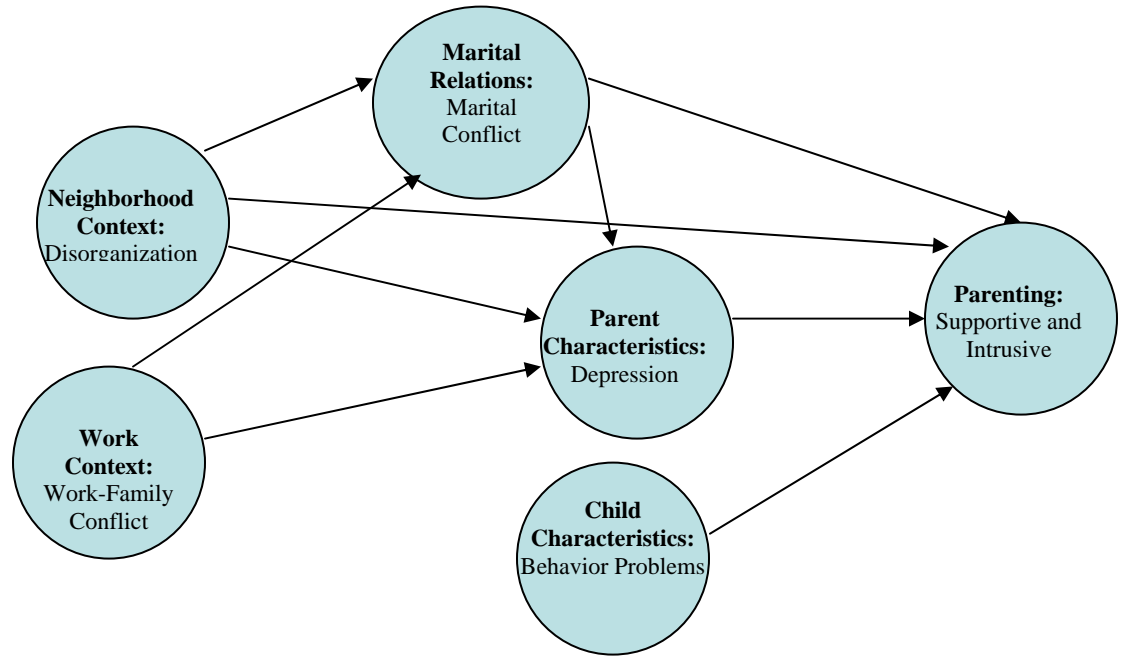 Marital
Relations:
Marital
Conflict
Neighborhood
Context:
Disorganization
Parent
Characteristics:
Depression
Parenting:
Supportive and
Intrusive
Work
Context:
Work-Family
Conflict
Child
Characteristics:
Behavior Problems